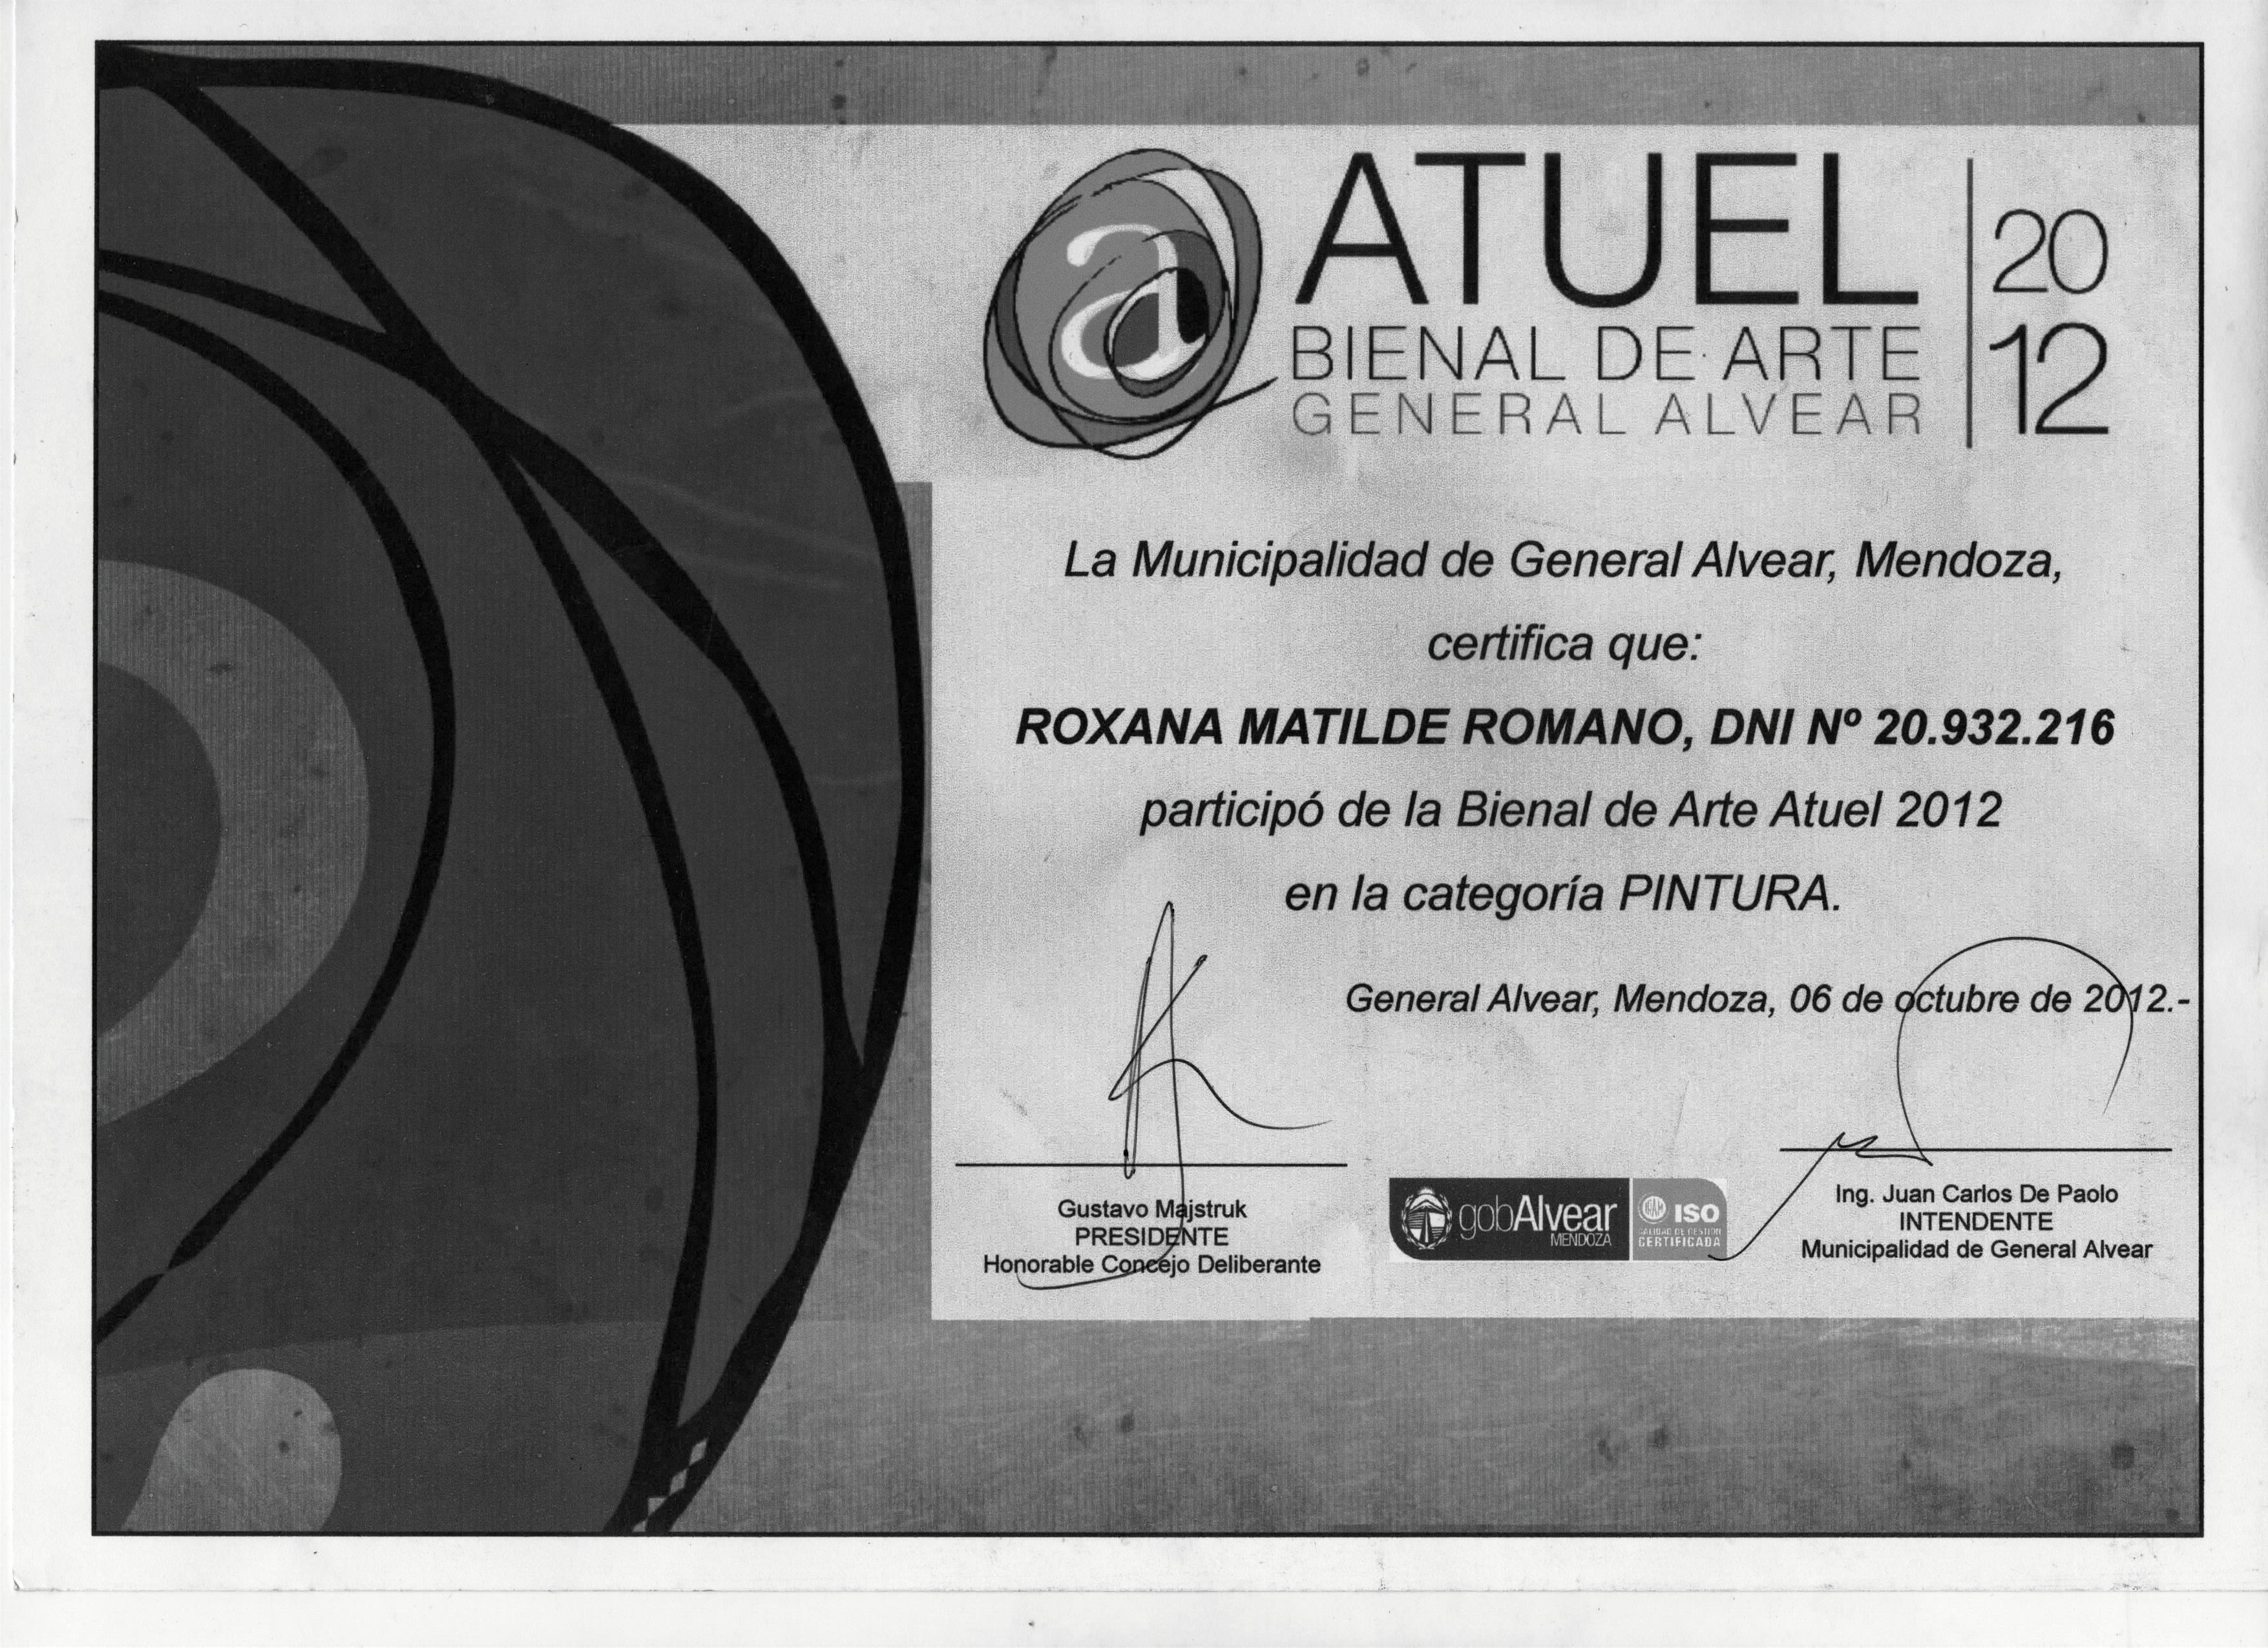 a
ATUEL
BIENAL DE ARTE
GENERAL ALVEAR
20
12
La Municipalidad de General Alvear, Mendoza,
certifica que:
ROXANA MATILDE ROMANO, DNI Nº 20.932.216
participó de la Bienal de Arte Atuel 2012
en la categoría PINTURA.
General Alvear, Mendoza, 06 de octubre de 2012.-
Gustavo Majstruk
PRESIDENTE
Honorable Concejo Deliberante
gobAlvear
MENDOZA
IRAM ISO
CALIDAD DE GESTIÓN
CERTIFICADA
Ing. Juan Carlos De Paolo
INTENDENTE
Municipalidad de General Alvear